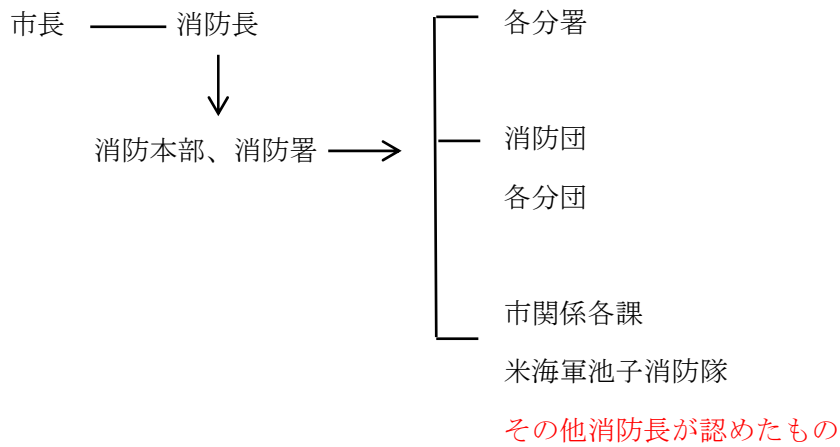 市長 消防長
各分署
消防本部、消防署
消防団
各分団
市関係各課
米海軍池子消防隊
その他消防長が認めたもの